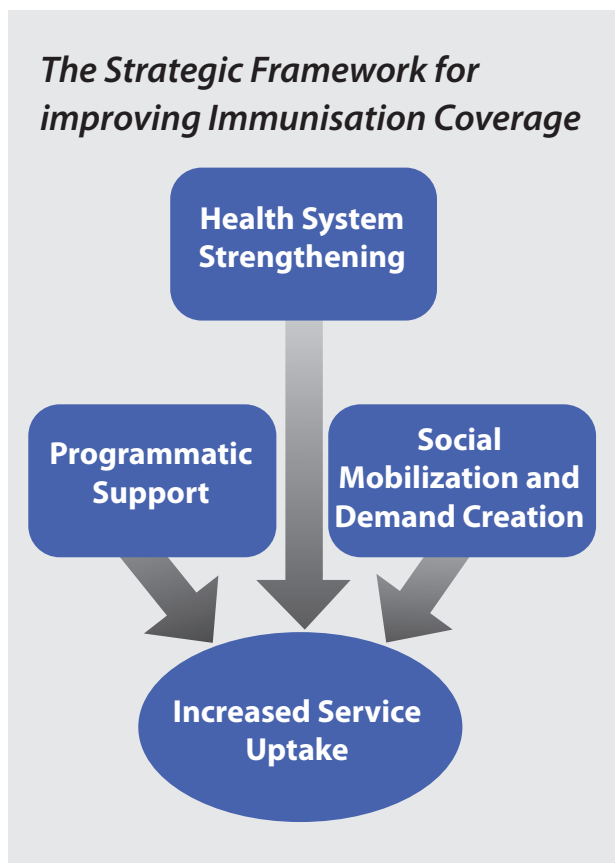 The Strategic Framework for
improving Immunisation Coverage
Health System
Strengthening
Programmatic
Support
Social
Mobilization and
Demand Creation
Increased Service
Uptake